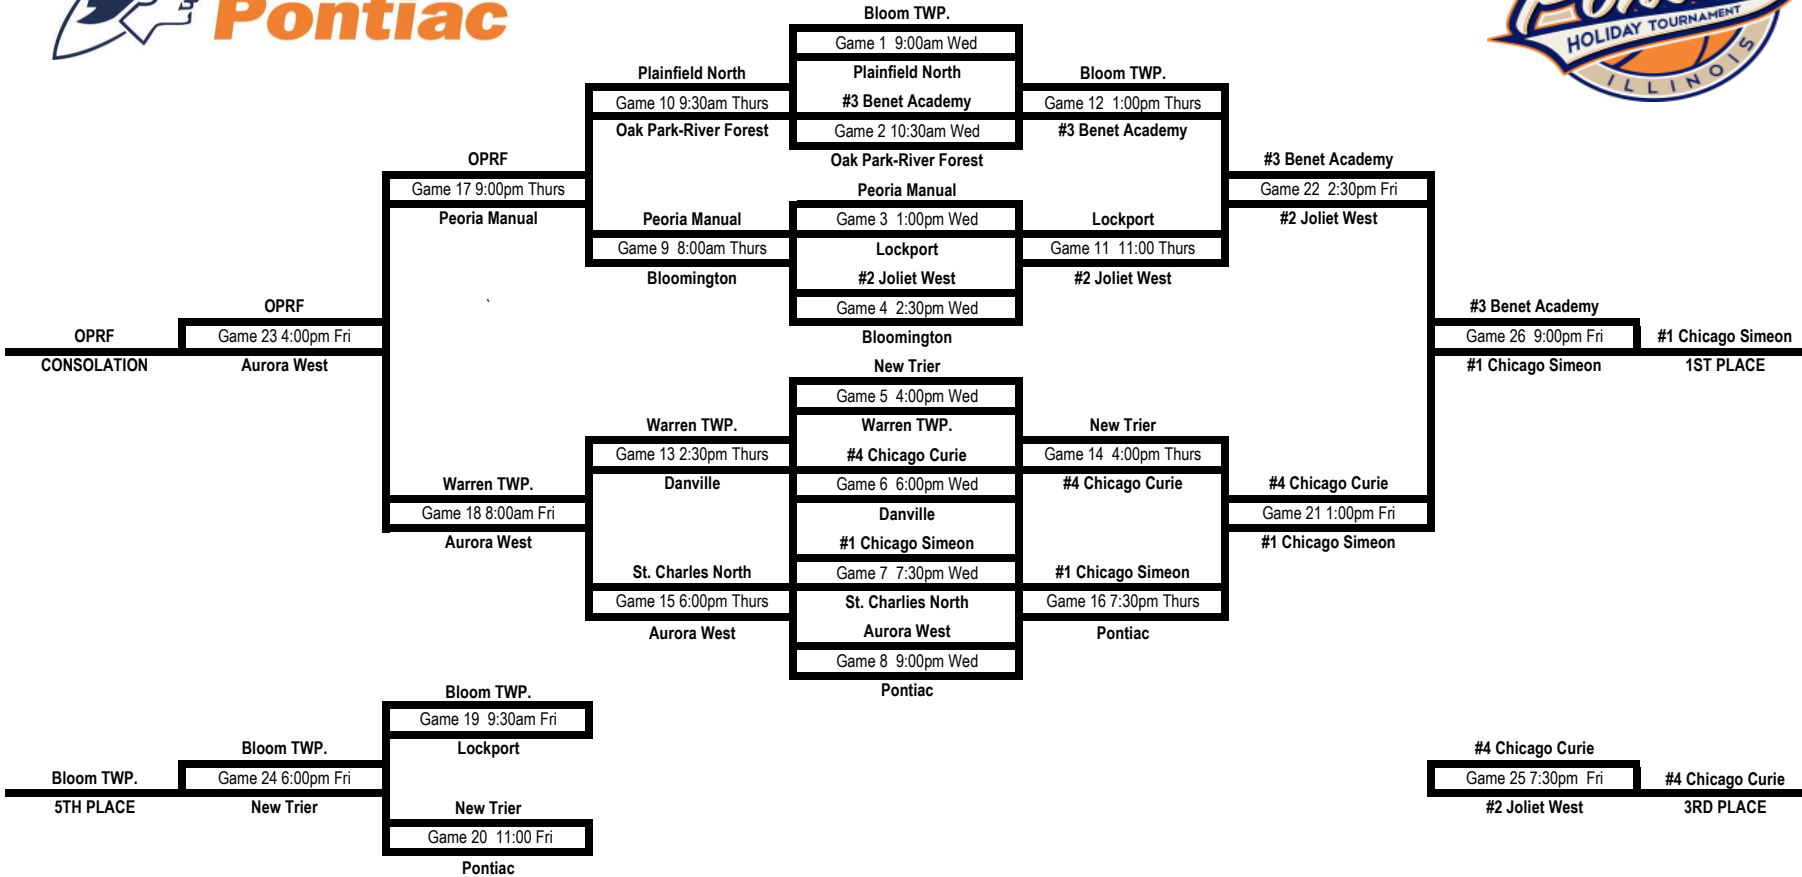 Pontiac
HOLIDAY TOURNAMENT
ILLINOIS
Bloom TWP.
Game 1 9:00am Wed
Plainfield North
#3 Benet Academy
Game 2 10:30am Wed
Oak Park-River Forest
Peoria Manual
Game 3 1:00pm Wed
Lockport
#2 Joliet West
Game 4 2:30pm Wed
Bloomington
New Trier
Game 5 4:00pm Wed
Warren TWP.
#4 Chicago Curie
Game 6 6:00pm Wed
Danville
#1 Chicago Simeon
Game 7 7:30pm Wed
St. Charlies North
Aurora West
Game 8 9:00pm Wed
Pontiac
Plainfield North
Game 10 9:30am Thurs
Oak Park-River Forest
Peoria Manual
Game 9 8:00am Thurs
Bloomington
Warren TWP.
Game 13 2:30pm Thurs
Danville
St. Charles North
Game 15 6:00pm Thurs
Aurora West
OPRF
Game 17 9:00pm Thurs
Peoria Manual
Warren TWP.
Game 18 8:00am Fri
Aurora West
OPRF
Game 23 4:00pm Fri
Aurora West
OPRF
CONSOLATION
Bloom TWP.
Game 12 1:00pm Thurs
#3 Benet Academy
Lockport
Game 11 11:00 Thurs
#2 Joliet West
New Trier
Game 14 4:00pm Thurs
#4 Chicago Curie
#1 Chicago Simeon
Game 16 7:30pm Thurs
Pontiac
#3 Benet Academy
Game 22 2:30pm Fri
#2 Joliet West
#4 Chicago Curie
Game 21 1:00pm Fri
#1 Chicago Simeon
#3 Benet Academy
Game 26 9:00pm Fri
#1 Chicago Simeon
#1 Chicago Simeon
1ST PLACE
Bloom TWP.
Game 19 9:30am Fri
Lockport
New Trier
Game 20 11:00 Fri
Pontiac
Bloom TWP.
Game 24 6:00pm Fri
New Trier
Bloom TWP.
5TH PLACE
#4 Chicago Curie
Game 25 7:30pm Fri
#2 Joliet West
#4 Chicago Curie
3RD PLACE